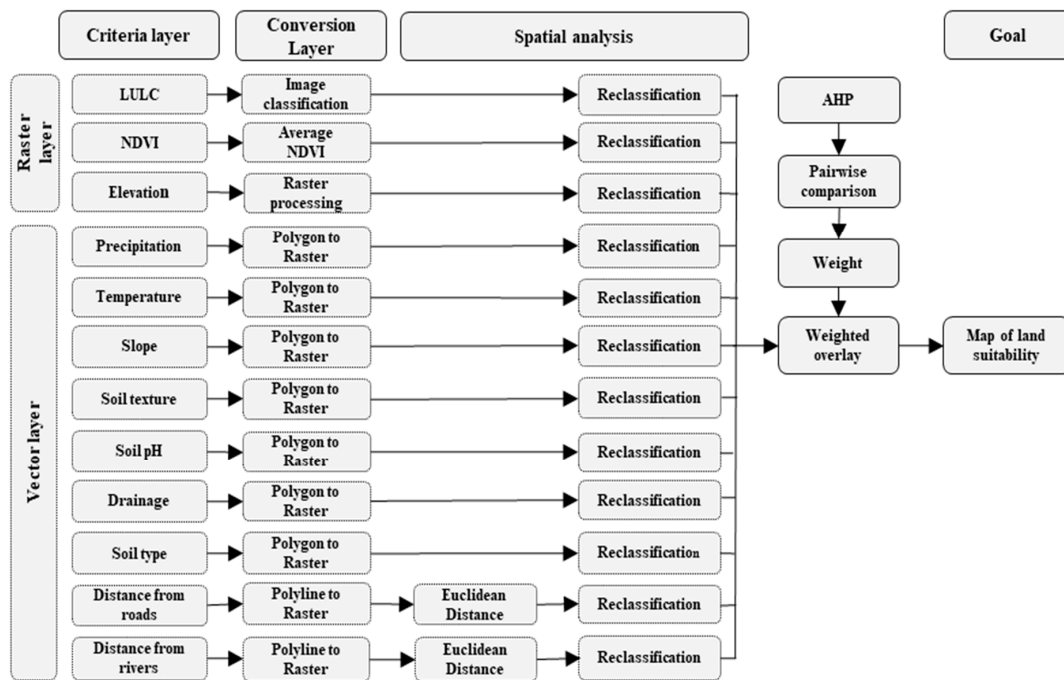 Criteria layer
Conversion
Layer
Spatial analysis
Goal
Raster
layer
LULC
Image
classification
Reclassification
NDVI
Average
NDVI
Reclassification
Elevation
Raster
processing
Reclassification
Vector layer
Precipitation
Polygon to
Raster
Reclassification
Temperature
Polygon to
Raster
Reclassification
Slope
Polygon to
Raster
Reclassification
Soil texture
Polygon to
Raster
Reclassification
Soil pH
Polygon to
Raster
Reclassification
Drainage
Polygon to
Raster
Reclassification
Soil type
Polygon to
Raster
Reclassification
Distance from
roads
Polyline to
Raster
Euclidean
Distance
Reclassification
Distance from
rivers
Polyline to
Raster
Euclidean
Distance
Reclassification
AHP
Pairwise
comparison
Weight
Weighted
overlay
Map of land
suitability